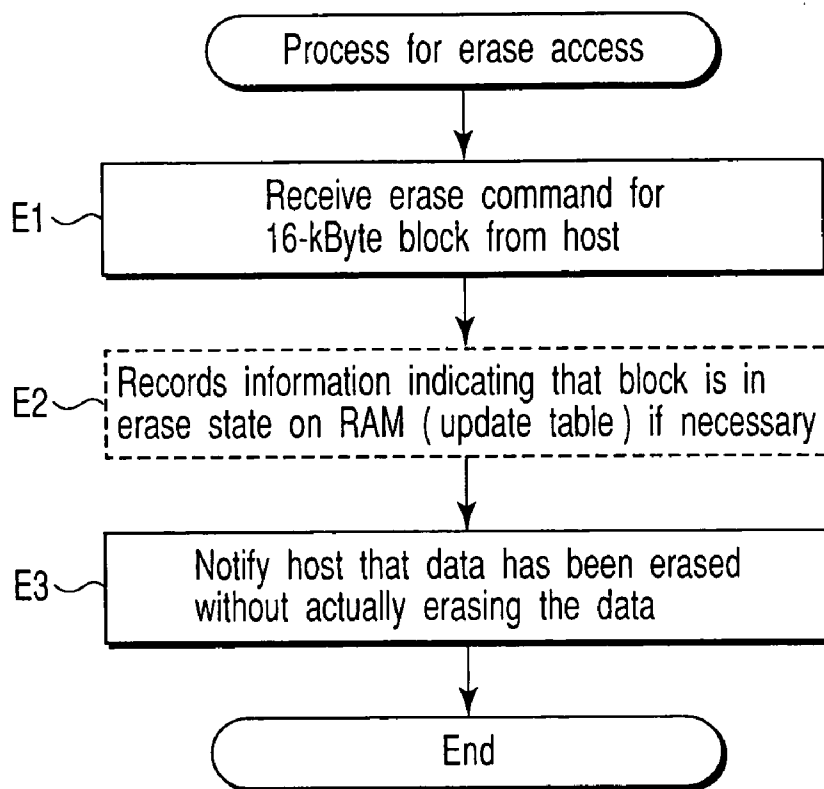 Process for erase access
E1
Receive erase command for
16-kByte block from host
E2
Records information indicating that block is in
erase state on RAM ( update table ) if necessary
E3
Notify host that data has been erased
without actually erasing the data
End